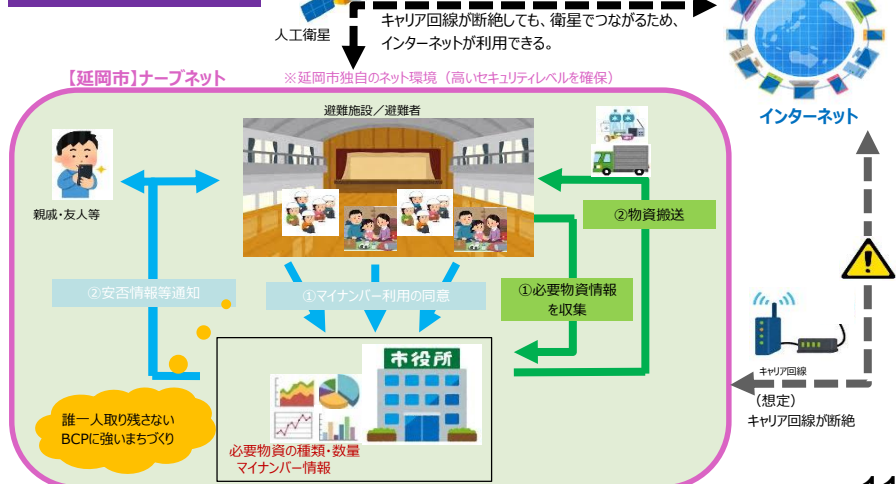 キャリア回線が断絶しても、衛星でつながるため、
インターネットが利用できる。
人工衛星
【延岡市】ナーブネット
※延岡市独自のネット環境（高いセキュリティレベルを確保）
インターネット
避難施設／避難者
親戚・友人等
②物資搬送
②安否情報等通知
①マイナンバー利用の同意
①必要物資情報
を収集
市役所
キャリア回線
（想定）
キャリア回線が断絶
誰一人取り残さない
BCPに強いまちづくり
必要物資の種類・数量
マイナンバー情報